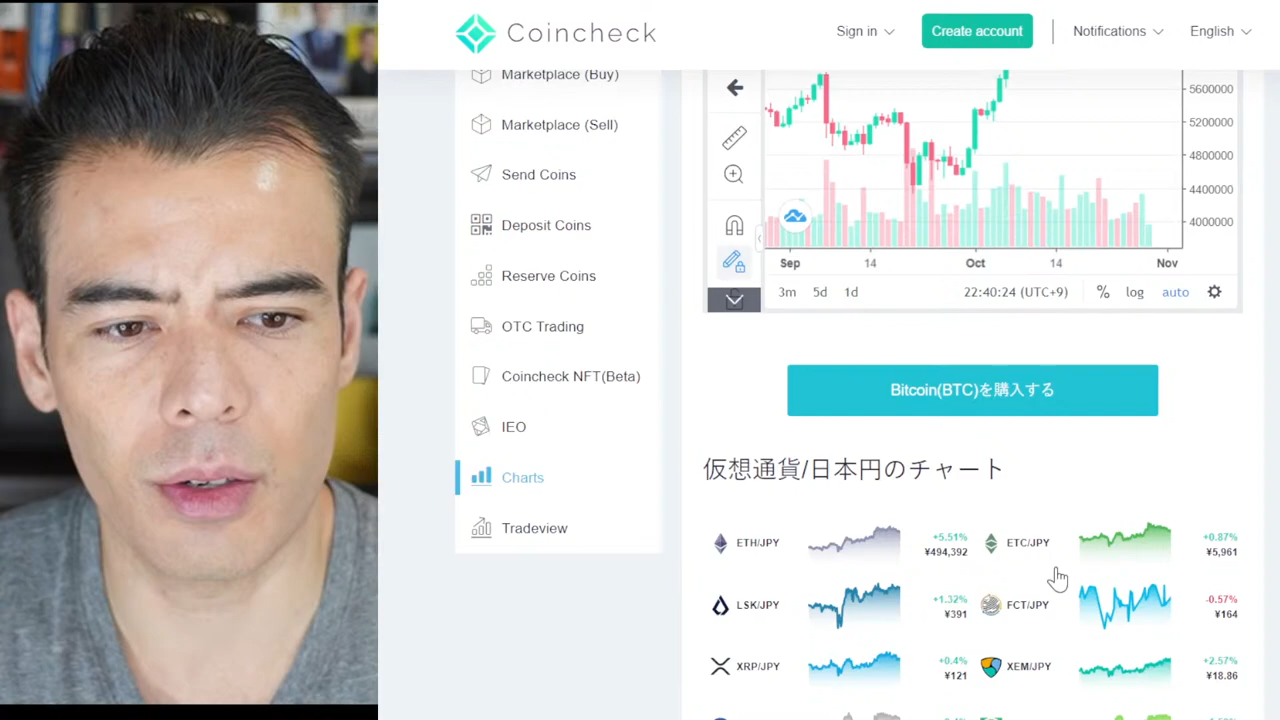 Coincheck
Sign in
Create account
Notifications
English
Marketplace (Buy)
Marketplace (Sell)
Send Coins
Deposit Coins
Reserve Coins
OTC Trading
Coincheck NFT(Beta)
IEO
Charts
Tradeview
5600000
5200000
4800000
4400000
4000000
Sep 14 Oct 14 Nov
3m 5d 1d 22:40:24 (UTC+9) % log auto
Bitcoin(BTC)を購入する
仮想通貨/日本円のチャート
ETH/JPY +5.51% ¥494,392
ETC/JPY +0.87% ¥5,961
LSK/JPY +1.32% ¥391
FCT/JPY -0.57% ¥164
XRP/JPY +0.4% ¥121
XEM/JPY +2.57% ¥18.86